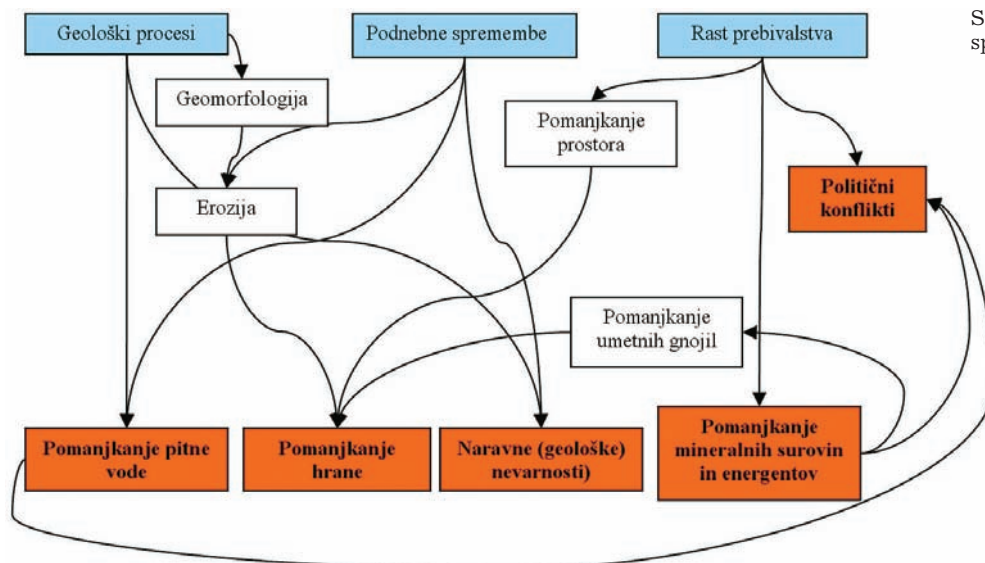 Geološki procesi
Podnebne spremembe
Rast prebivalstva
Geomorfologija
Pomanjkanje
prostora
Erozija
Politični
konflikti
Pomanjkanje
umetnih gnojil
Pomanjkanje pitne
vode
Pomanjkanje
hrane
Naravne (geološke)
nevarnosti)
Pomanjkanje
mineralnih surovin
in energentov